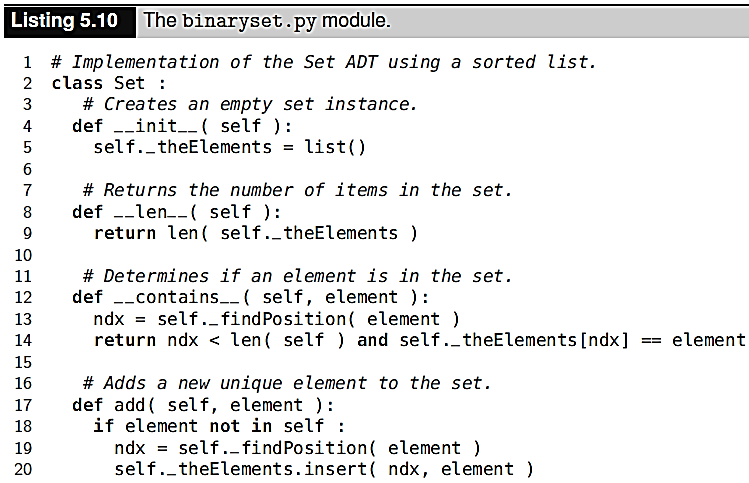 Listing 5.10 The binaryset.py module.
1 # Implementation of the Set ADT using a sorted list.
2 class Set :
3 # Creates an empty set instance.
4 def __init__( self ):
5 self._theElements = list()
6
7 # Returns the number of items in the set.
8 def __len__( self ):
9 return len( self._theElements )
10
11 # Determines if an element is in the set.
12 def __contains__( self, element ):
13 ndx = self._findPosition( element )
14 return ndx < len( self ) and self._theElements[ndx] == element
15
16 # Adds a new unique element to the set.
17 def add( self, element ):
18 if element not in self :
19 ndx = self._findPosition( element )
20 self._theElements.insert( ndx, element )